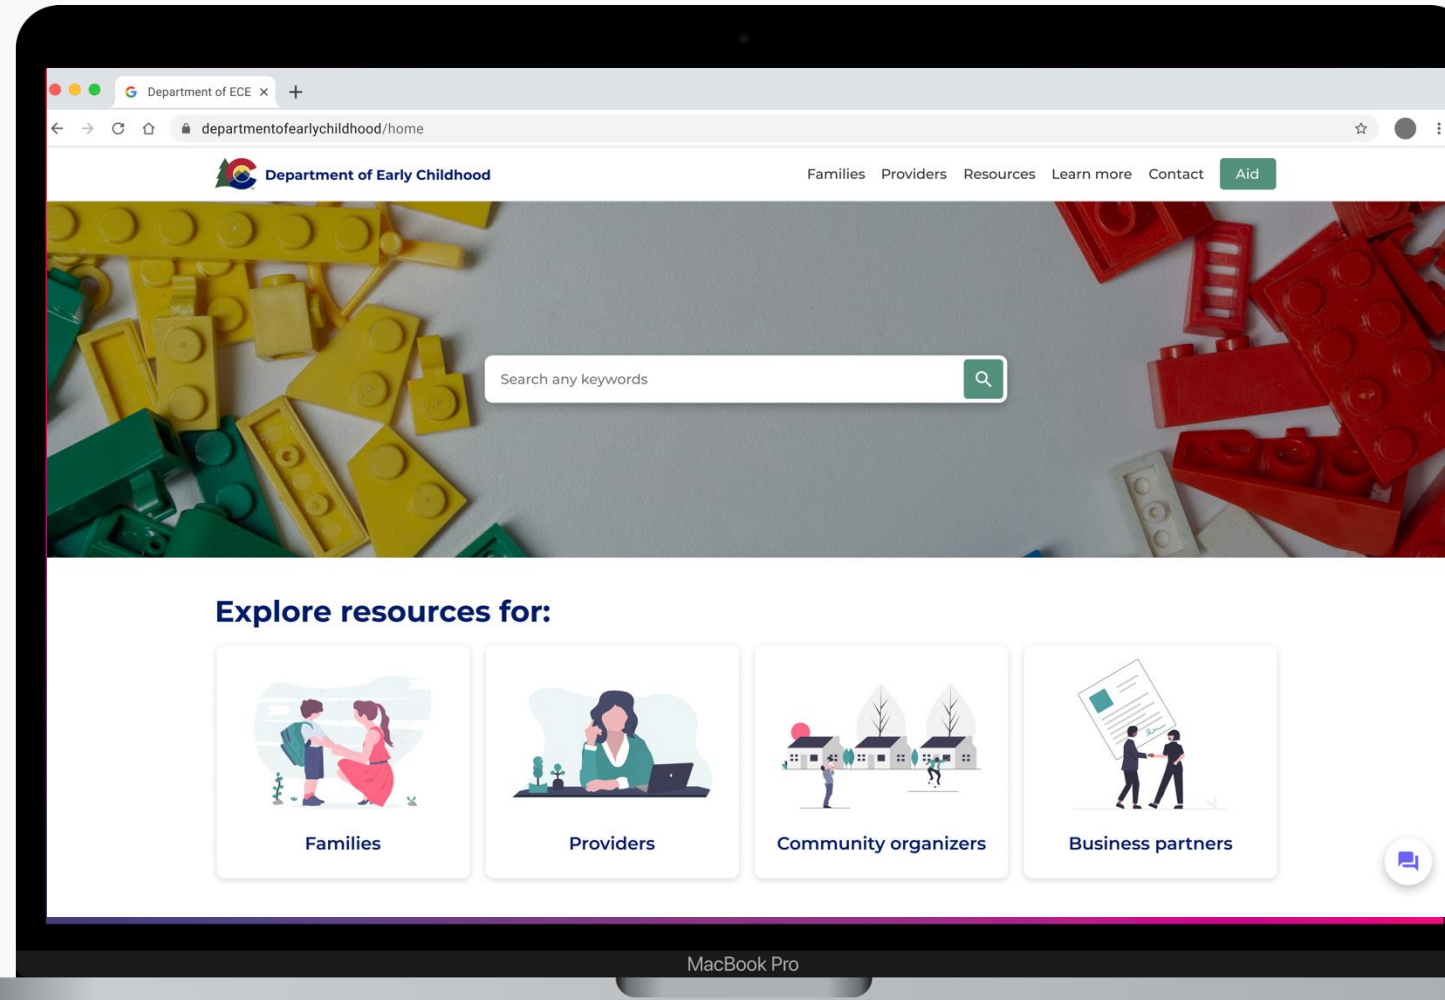 Department of ECE
departmentofearlychildhood/home
Department of Early Childhood
Families Providers Resources Learn more Contact Aid
Search any keywords
Explore resources for:
Families
Providers
Community organizers
Business partners
MacBook Pro